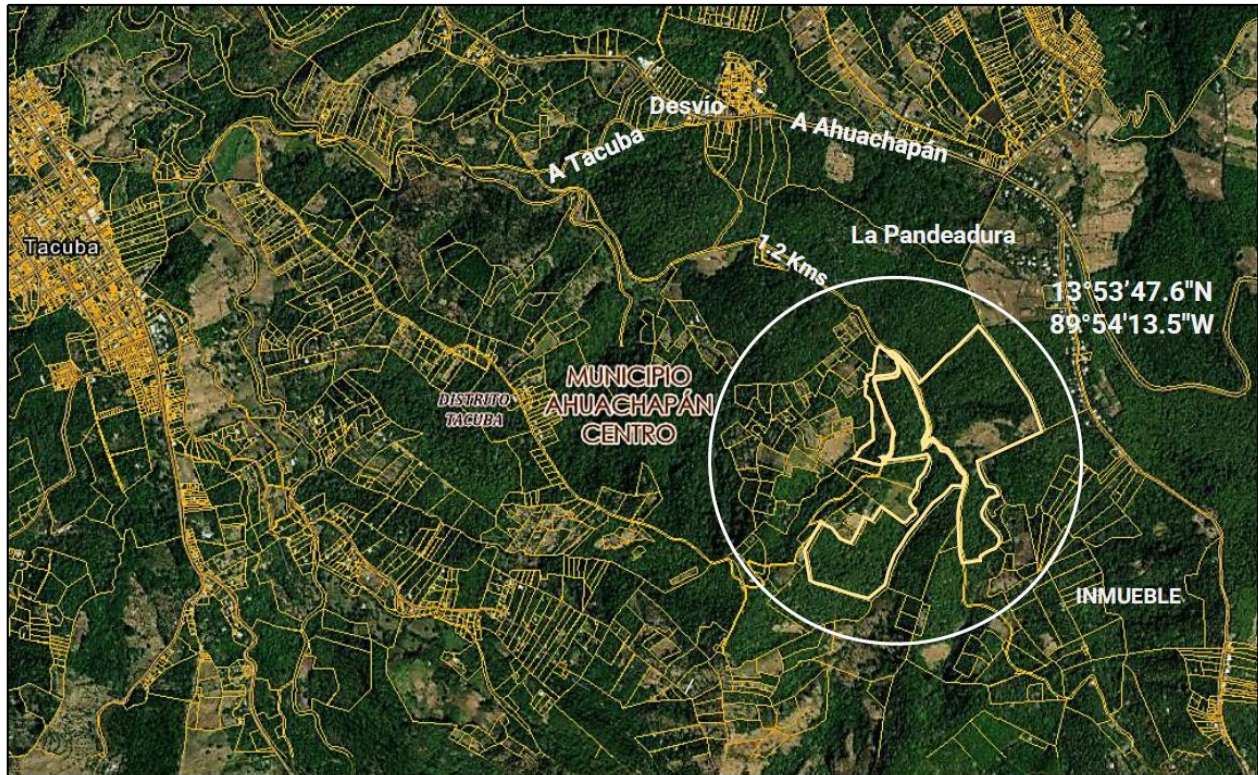 Desvío
A Tacuba
A Ahuachapán
Tacuba
La Pandeadura
1.2 Kms
13°53’47.6"N
89°54'13.5"W
MUNICIPIO
AHUACHAPÁN
CENTRO
DISTRITO
TACUBA
INMUEBLE